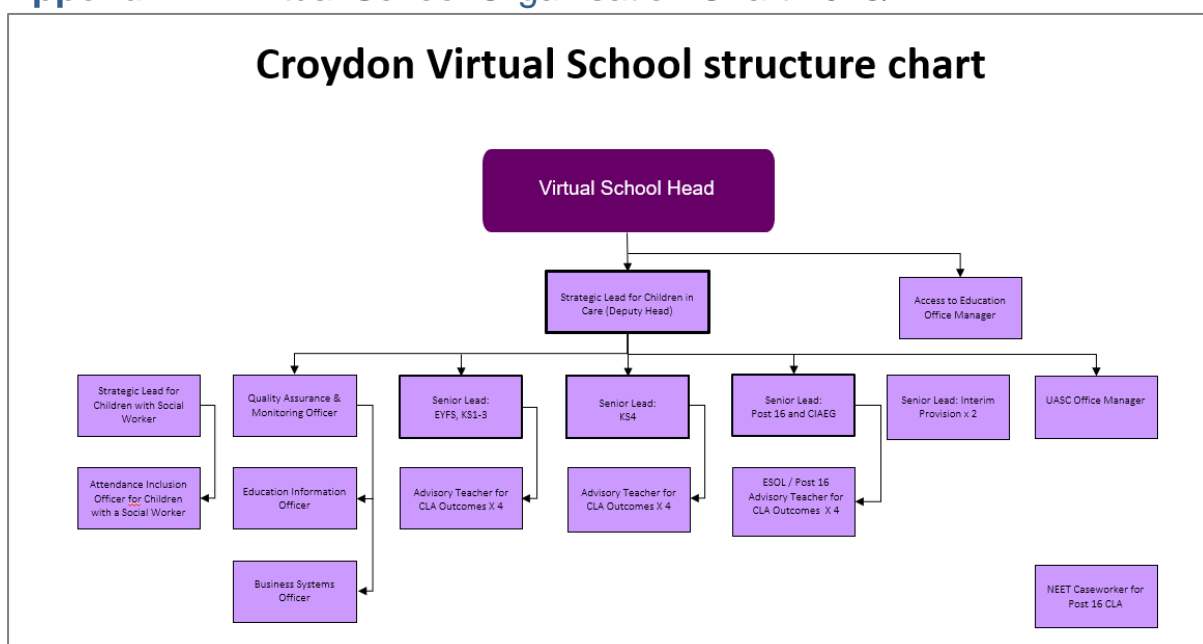 Croydon Virtual School structure chart
Virtual School Head
Strategic Lead for Children in
Care (Deputy Head)
Access to Education
Office Manager
Strategic Lead for
Children with Social
Worker
Quality Assurance &
Monitoring Officer
Senior Lead:
EYFS, KS1-3
Senior Lead:
KS4
Senior Lead:
Post 16 and CIAEG
Senior Lead: Interim
Provision x 2
UASC Office Manager
Attendance Inclusion
Officer for Children
with a Social Worker
Education Information
Officer
Advisory Teacher for
CLA Outcomes X 4
Advisory Teacher for
CLA Outcomes X 4
ESOL / Post 16
Advisory Teacher for
CLA Outcomes X 4
Business Systems
Officer
NEET Caseworker for
Post 16 CLA